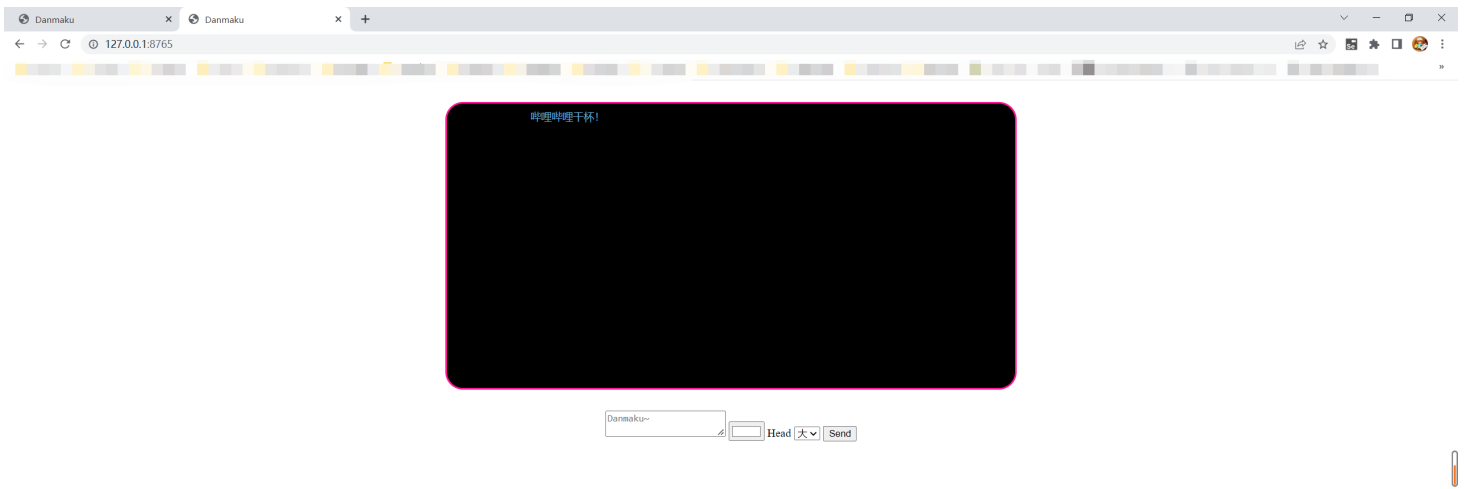 Danmaku
Danmaku
127.0.0.1:8765
哔哩哔哩干杯!
Danmaku~
Head 大 Send